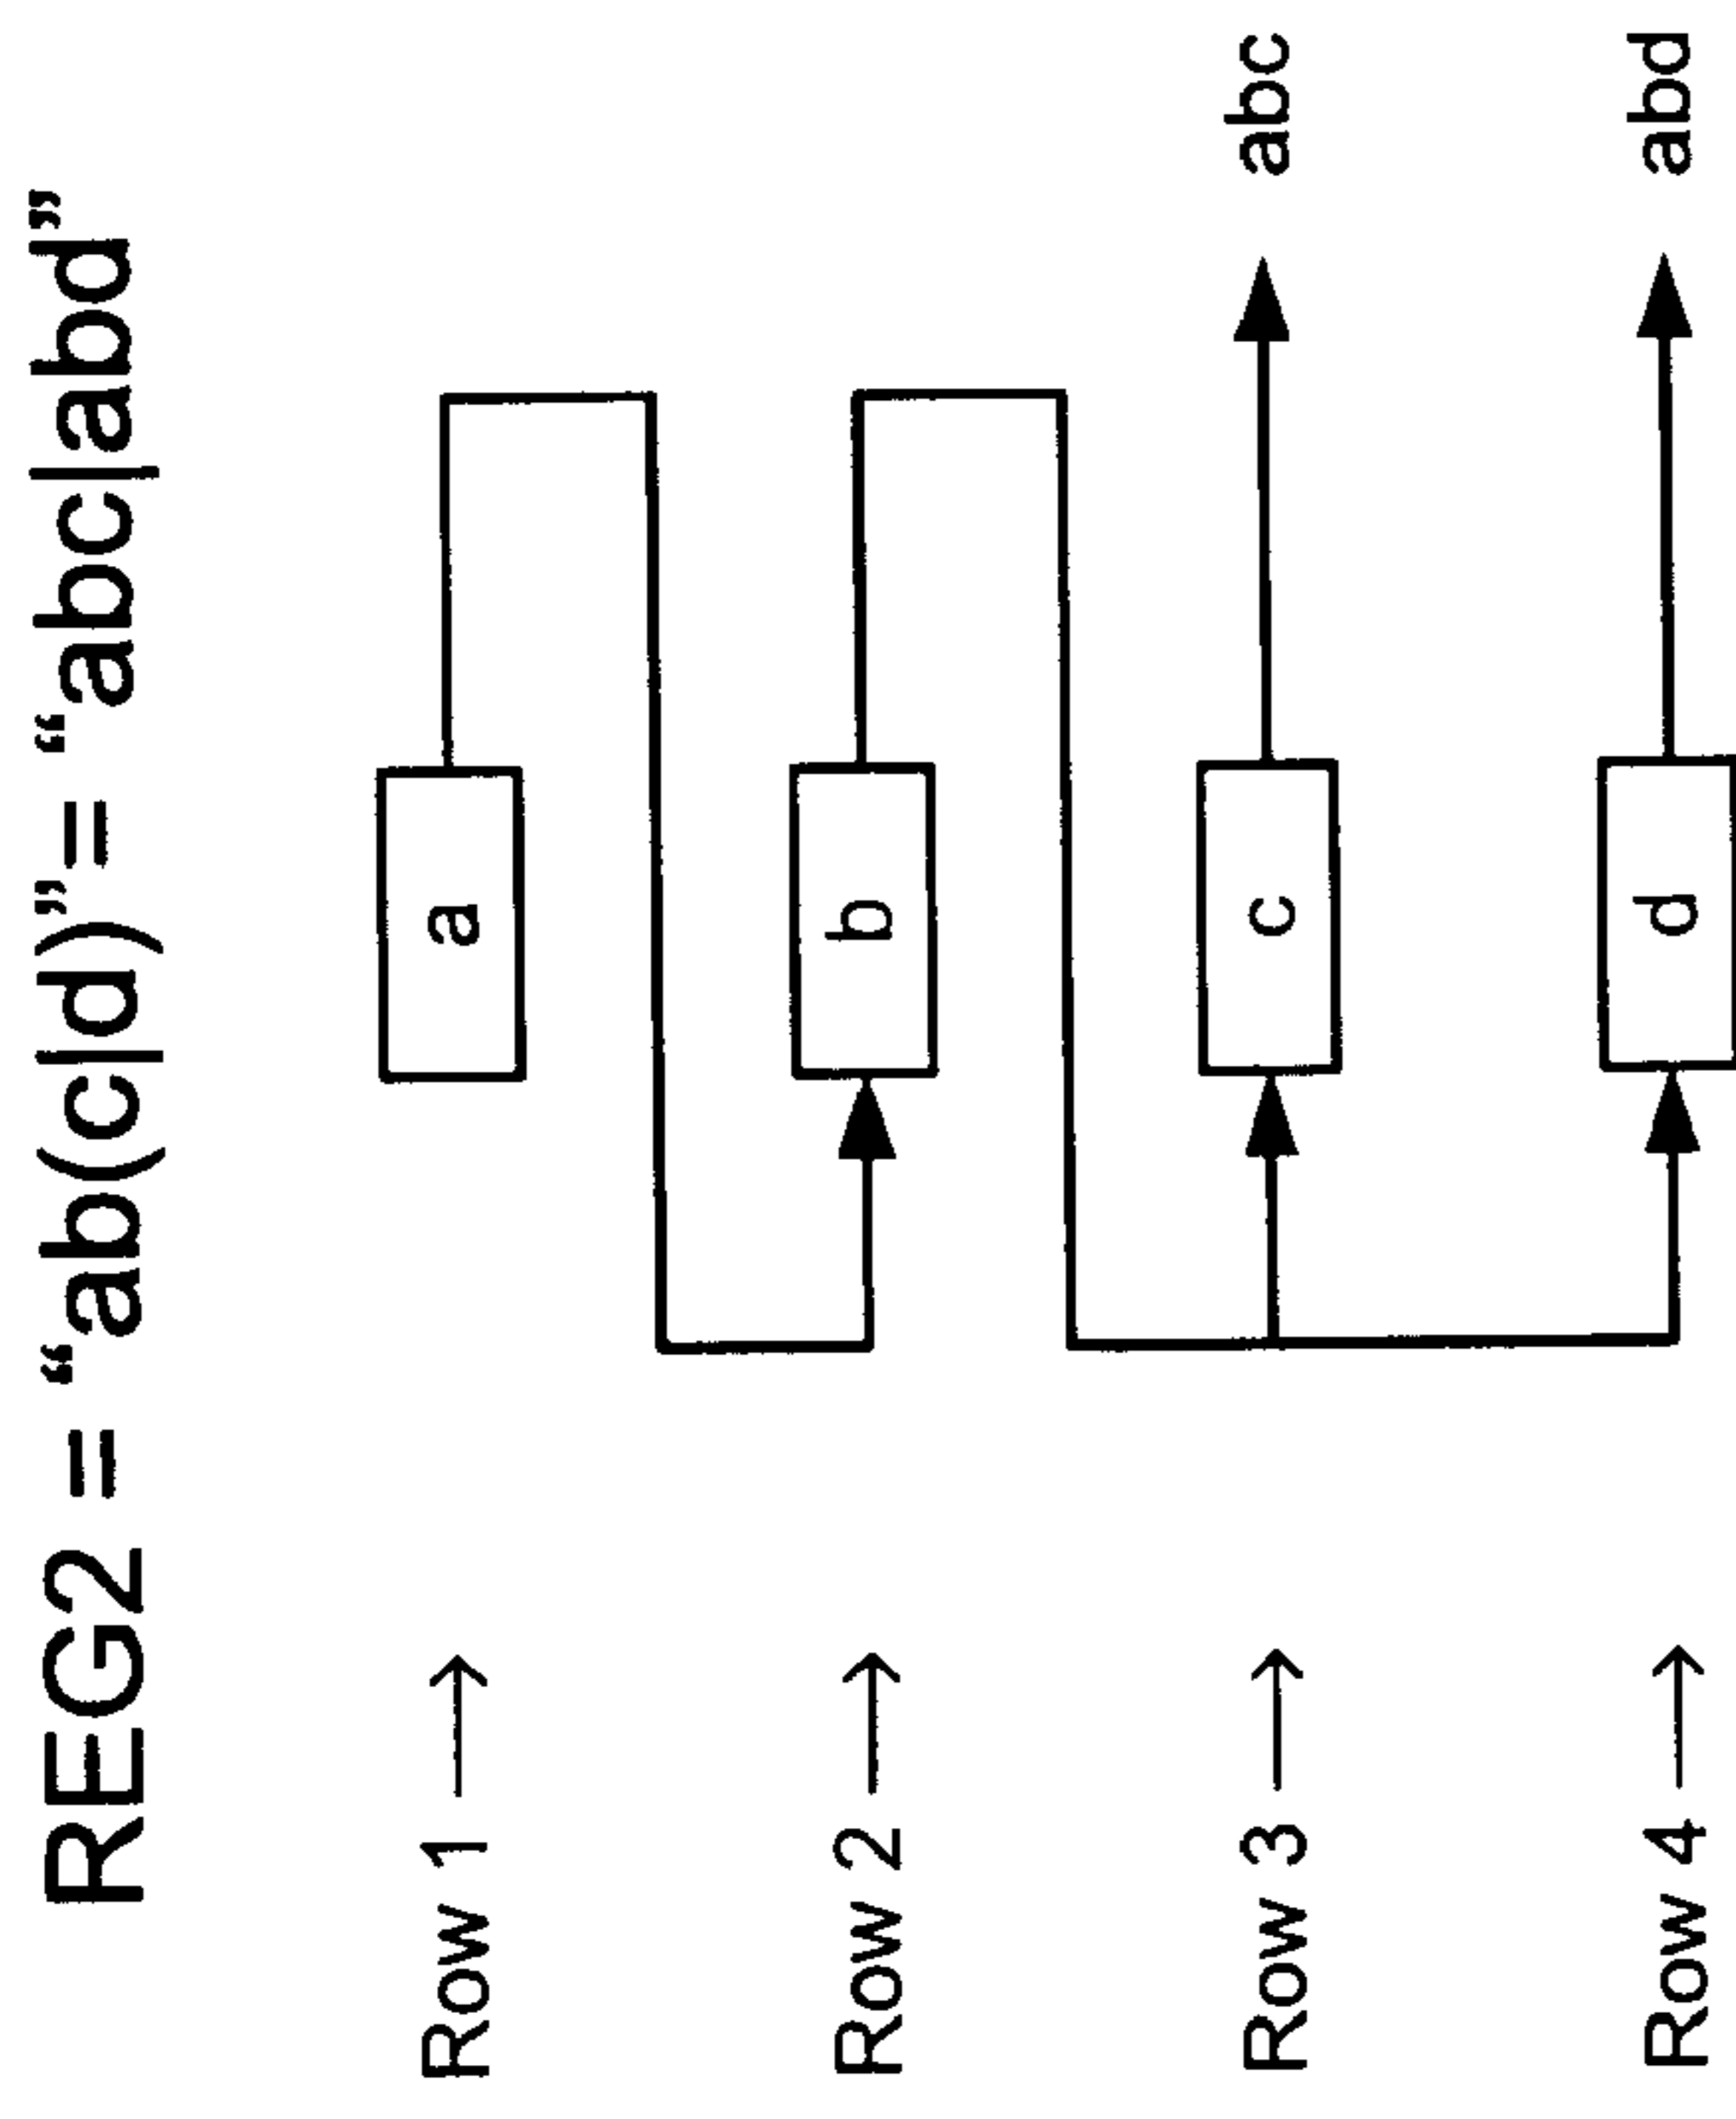 REG2 = “ab(c|d)”= “abc|abd”
Row 1 → a
Row 2 → b
Row 3 → c abc
Row 4 → d abd